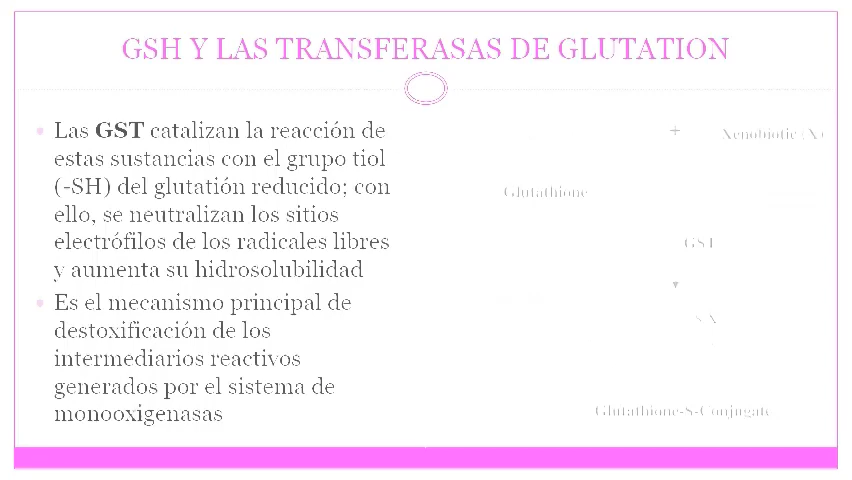 GSH Y LAS TRANSFERASAS DE GLUTATION
Las GST catalizan la reacción de
estas sustancias con el grupo tiol
(-SH) del glutatión reducido; con
ello, se neutralizan los sitios
electrófilos de los radicales libres
y aumenta su hidrosolubilidad
Es el mecanismo principal de
destoxificación de los
intermediarios reactivos
generados por el sistema de
monooxigenasas
+ Xenobiotic (X)
Glutathione
GST
S X
Glutathione-S-Conjugate